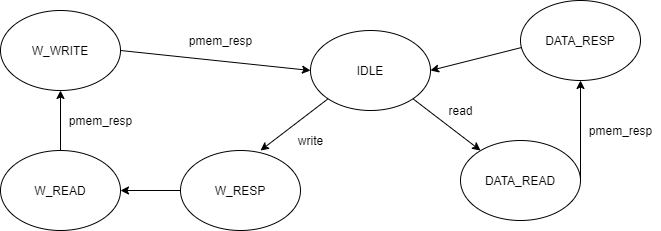 W_WRITE
pmem_resp
IDLE
DATA_RESP
pmem_resp
read
pmem_resp
write
W_READ
W_RESP
DATA_READ